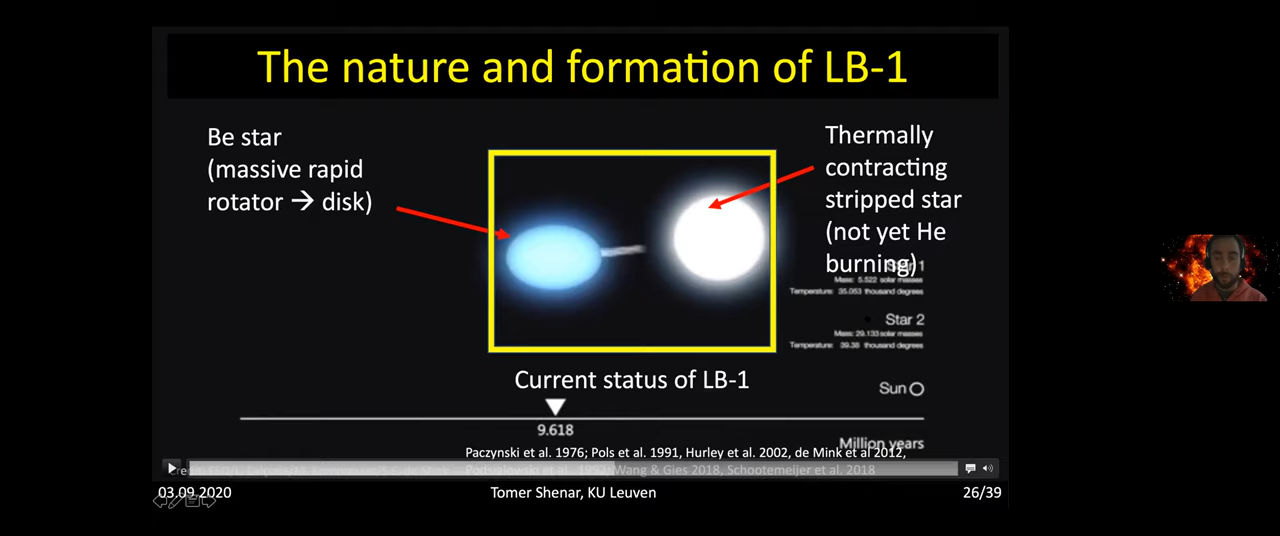 The nature and formation of LB-1
Be star
(massive rapid
rotator → disk)
Thermally
contracting
stripped star
(not yet He
burning)
Mass: 5.522 solar masses
Temperature: 35.053 thousand degrees
Star 2
Mass: 29.133 solar masses
Temperature: 39.38 thousand degrees
Sun
Current status of LB-1
9.618
Million years
Paczynski et al. 1976; Pols et al. 1991, Hurley et al. 2002, de Mink et al 2012,
Podsialowski et al. 1992, Wang & Gies 2018, Schootemeijer et al. 2018
03.09.2020
Tomer Shenar, KU Leuven
26/39